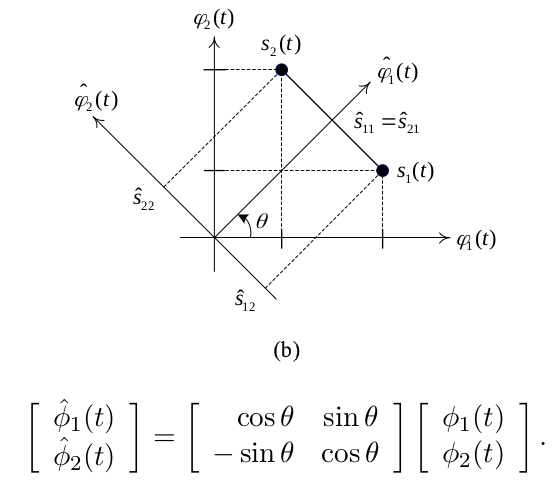 φ₂(t)
s₂(t)
φ̂₁(t)
φ̂₂(t)
ŝ₁₁ = ŝ₂₁
s₁(t)
ŝ₂₂
θ
φ₁(t)
ŝ₁₂
(b)
[ ϕ̂₁(t) ] = [ cos θ sin θ ] [ ϕ₁(t) ]
[ ϕ̂₂(t) ] [ − sin θ cos θ ] [ ϕ₂(t) ] .